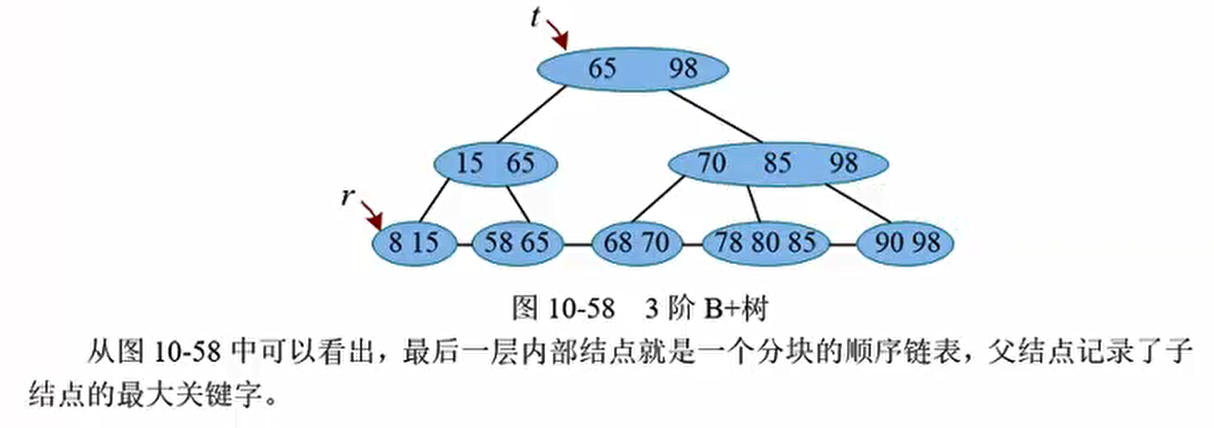 t
65 98
15 65
70 85 98
r
8 15
58 65
68 70
78 80 85
90 98
图 10-58 3 阶 B+树
从图 10-58 中可以看出，最后一层内部结点就是一个分块的顺序链表，父结点记录了子
结点的最大关键字。